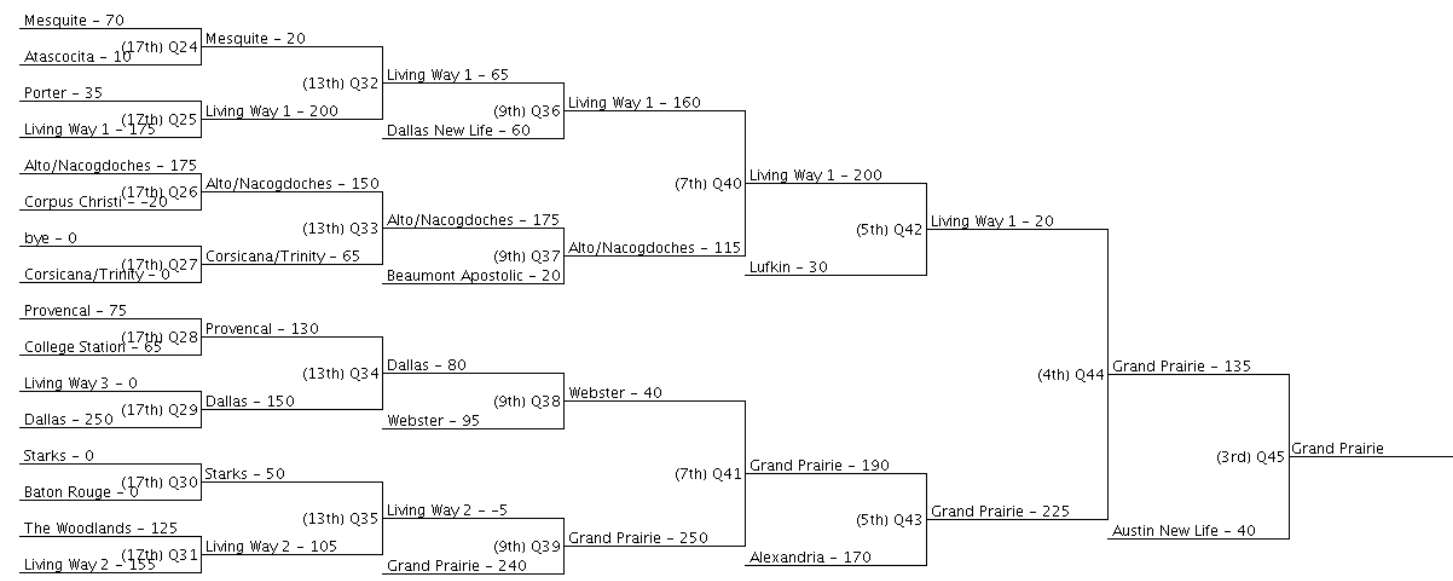 Mesquite - 70
(17th) Q24
Atascocita - 10
Mesquite - 20
(13th) Q32
Porter - 35
(17th) Q25
Living Way 1 - 175
Living Way 1 - 200
Living Way 1 - 65
(9th) Q36
Dallas New Life - 60
Living Way 1 - 160
Alto/Nacogdoches - 175
(17th) Q26
Corpus Christi - -20
Alto/Nacogdoches - 150
(13th) Q33
bye - 0
(17th) Q27
Corsicana/Trinity - 0
Corsicana/Trinity - 65
Alto/Nacogdoches - 175
(9th) Q37
Beaumont Apostolic - 20
Alto/Nacogdoches - 115
(7th) Q40
Living Way 1 - 200
(5th) Q42
Lufkin - 30
Living Way 1 - 20
Provencal - 75
(17th) Q28
College Station - 65
Provencal - 130
(13th) Q34
Living Way 3 - 0
(17th) Q29
Dallas - 250
Dallas - 150
Dallas - 80
(9th) Q38
Webster - 95
Webster - 40
Starks - 0
(17th) Q30
Baton Rouge - 0
Starks - 50
(13th) Q35
The Woodlands - 125
(17th) Q31
Living Way 2 - 155
Living Way 2 - 105
Living Way 2 - -5
(9th) Q39
Grand Prairie - 240
Grand Prairie - 250
(7th) Q41
Grand Prairie - 190
(5th) Q43
Alexandria - 170
Grand Prairie - 225
(4th) Q44
Grand Prairie - 135
(3rd) Q45
Austin New Life - 40
Grand Prairie